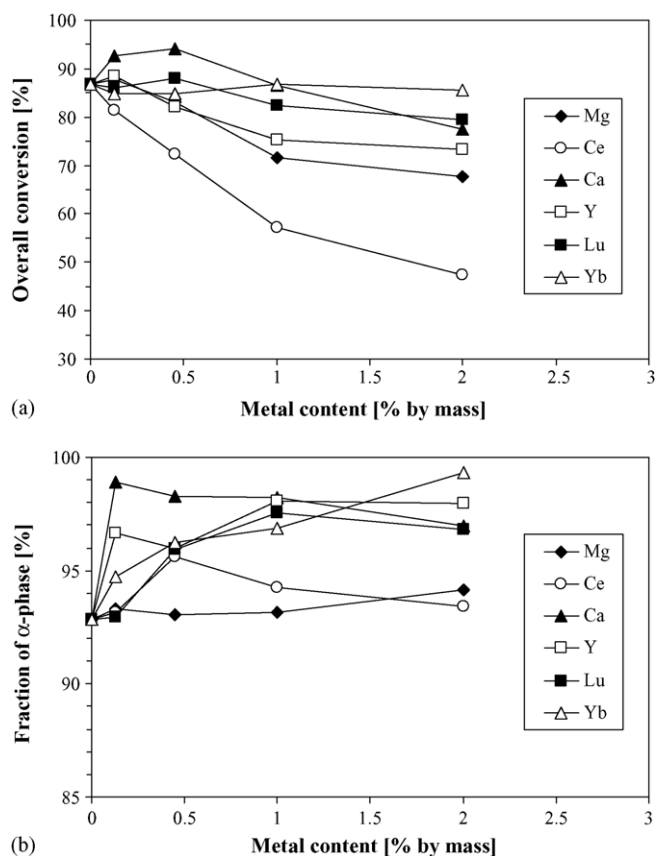 100
90
80
70
60
50
40
30
Overall conversion [%]
0
0.5
1
1.5
2
2.5
3
Metal content [% by mass]
Mg
Ce
Ca
Y
Lu
Yb
(a)
100
95
90
85
Fraction of α-phase [%]
0
0.5
1
1.5
2
2.5
3
Metal content [% by mass]
Mg
Ce
Ca
Y
Lu
Yb
(b)